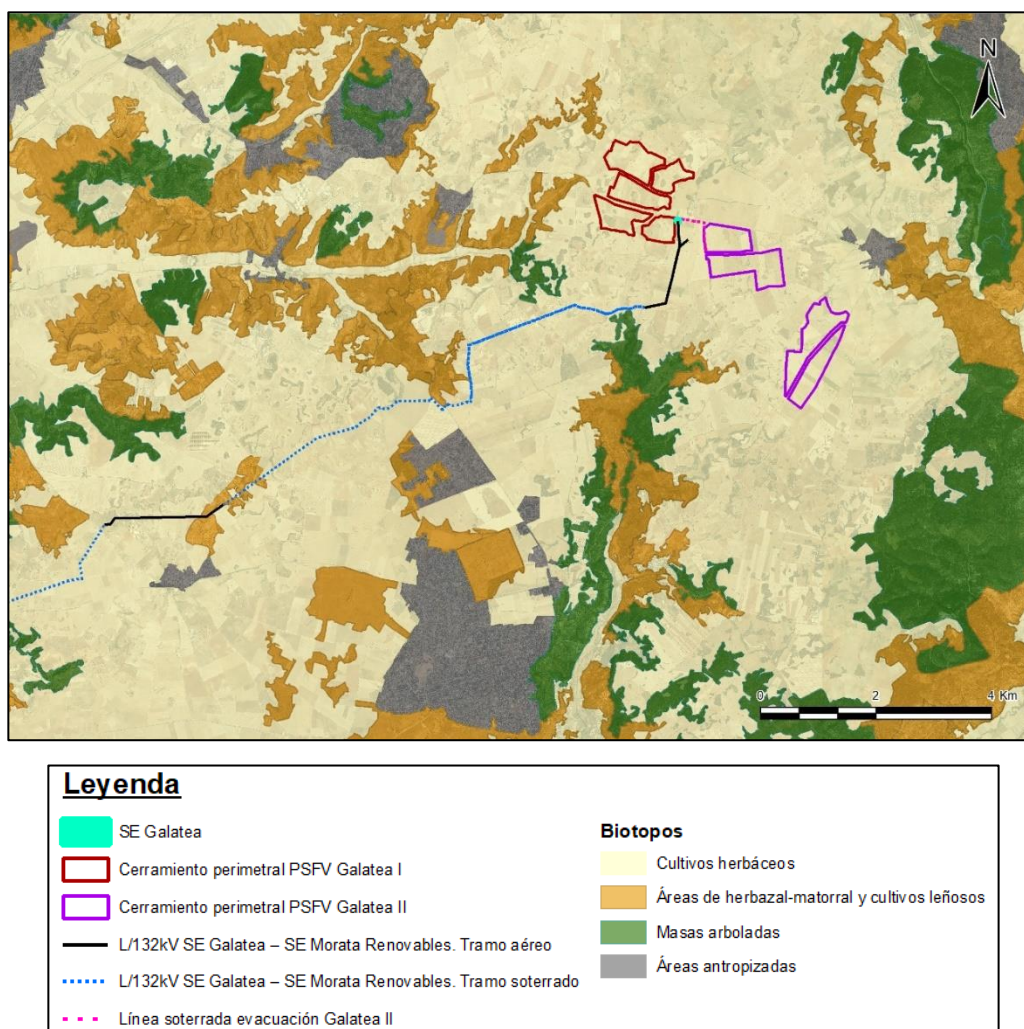 N
0 2 4 Km
Leyenda
SE Galatea
Cerramiento perimetral PSFV Galatea I
Cerramiento perimetral PSFV Galatea II
L/132kV SE Galatea – SE Morata Renovables. Tramo aéreo
L/132kV SE Galatea – SE Morata Renovables. Tramo soterrado
Línea soterrada evacuación Galatea II
Biotopos
Cultivos herbáceos
Áreas de herbazal-matorral y cultivos leñosos
Masas arboladas
Áreas antropizadas